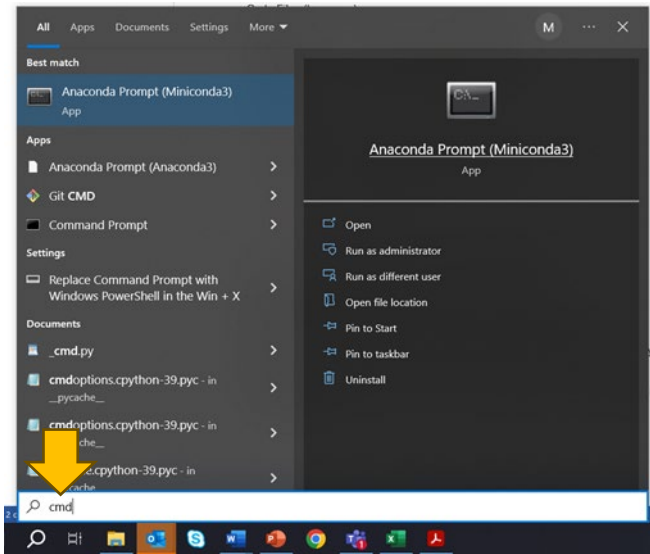 All Apps Documents Settings More M ... ×
Best match
Anaconda Prompt (Miniconda3)
App
Apps
Anaconda Prompt (Anaconda3)
Git CMD
Command Prompt
Settings
Replace Command Prompt with
Windows PowerShell in the Win + X
Documents
_cmd.py
cmdoptions.cpython-39.pyc - in
__pycache__
cmdoptions.cpython-39.pyc - in
che__
.cpython-39.pyc - in
cache
Anaconda Prompt (Miniconda3)
App
Open
Run as administrator
Run as different user
Open file location
Pin to Start
Pin to taskbar
Uninstall
cmd